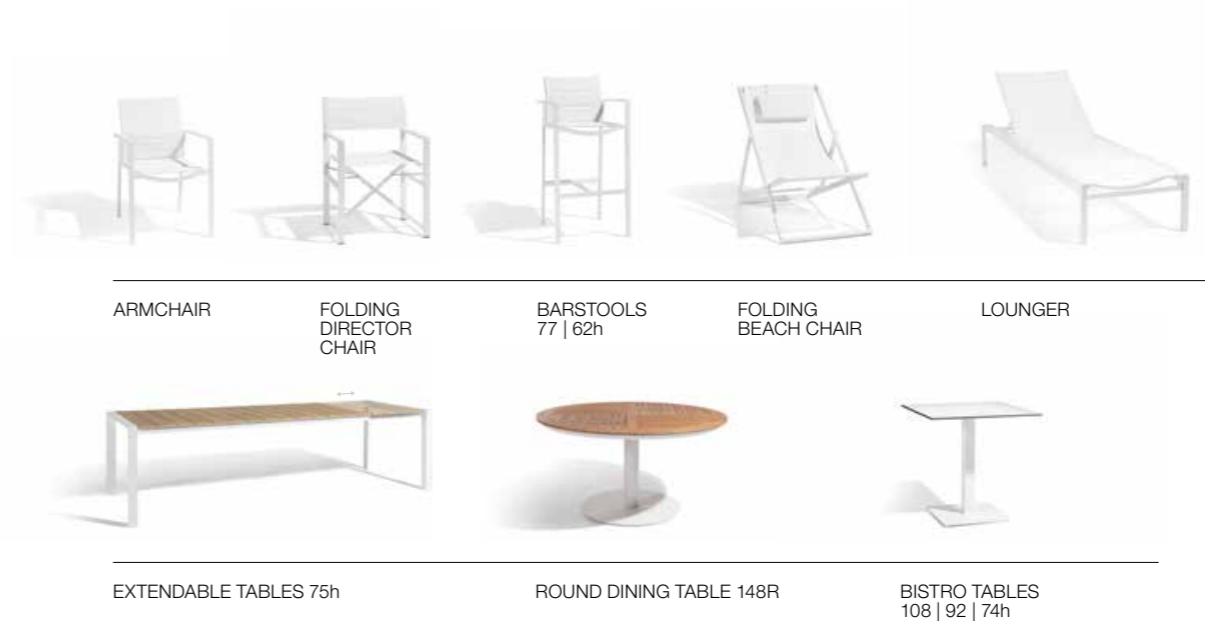 ARMCHAIR
FOLDING
DIRECTOR
CHAIR
BARSTOOLS
77 | 62h
FOLDING
BEACH CHAIR
LOUNGER
EXTENDABLE TABLES 75h
ROUND DINING TABLE 148R
BISTRO TABLES
108 | 92 | 74h